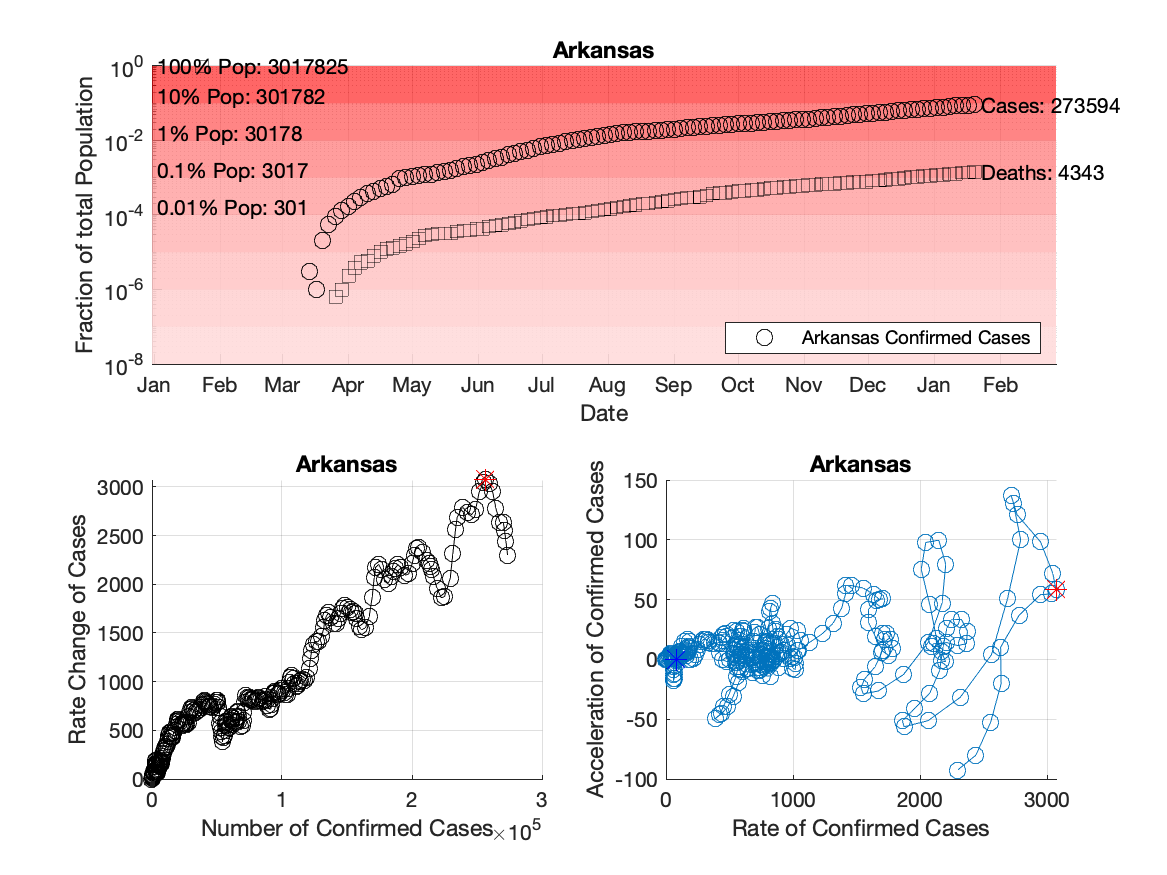 Arkansas
Fraction of total Population
10^0
10^-2
10^-4
10^-6
10^-8
100% Pop: 3017825
10% Pop: 301782
1% Pop: 30178
0.1% Pop: 3017
0.01% Pop: 301
Cases: 273594
Deaths: 4343
Arkansas Confirmed Cases
Jan Feb Mar Apr May Jun Jul Aug Sep Oct Nov Dec Jan Feb
Date
Arkansas
Rate Change of Cases
3000
2500
2000
1500
1000
500
0
0 1 2 3
Number of Confirmed Cases ×10^5
Arkansas
Acceleration of Confirmed Cases
150
100
50
0
-50
-100
0 1000 2000 3000
Rate of Confirmed Cases